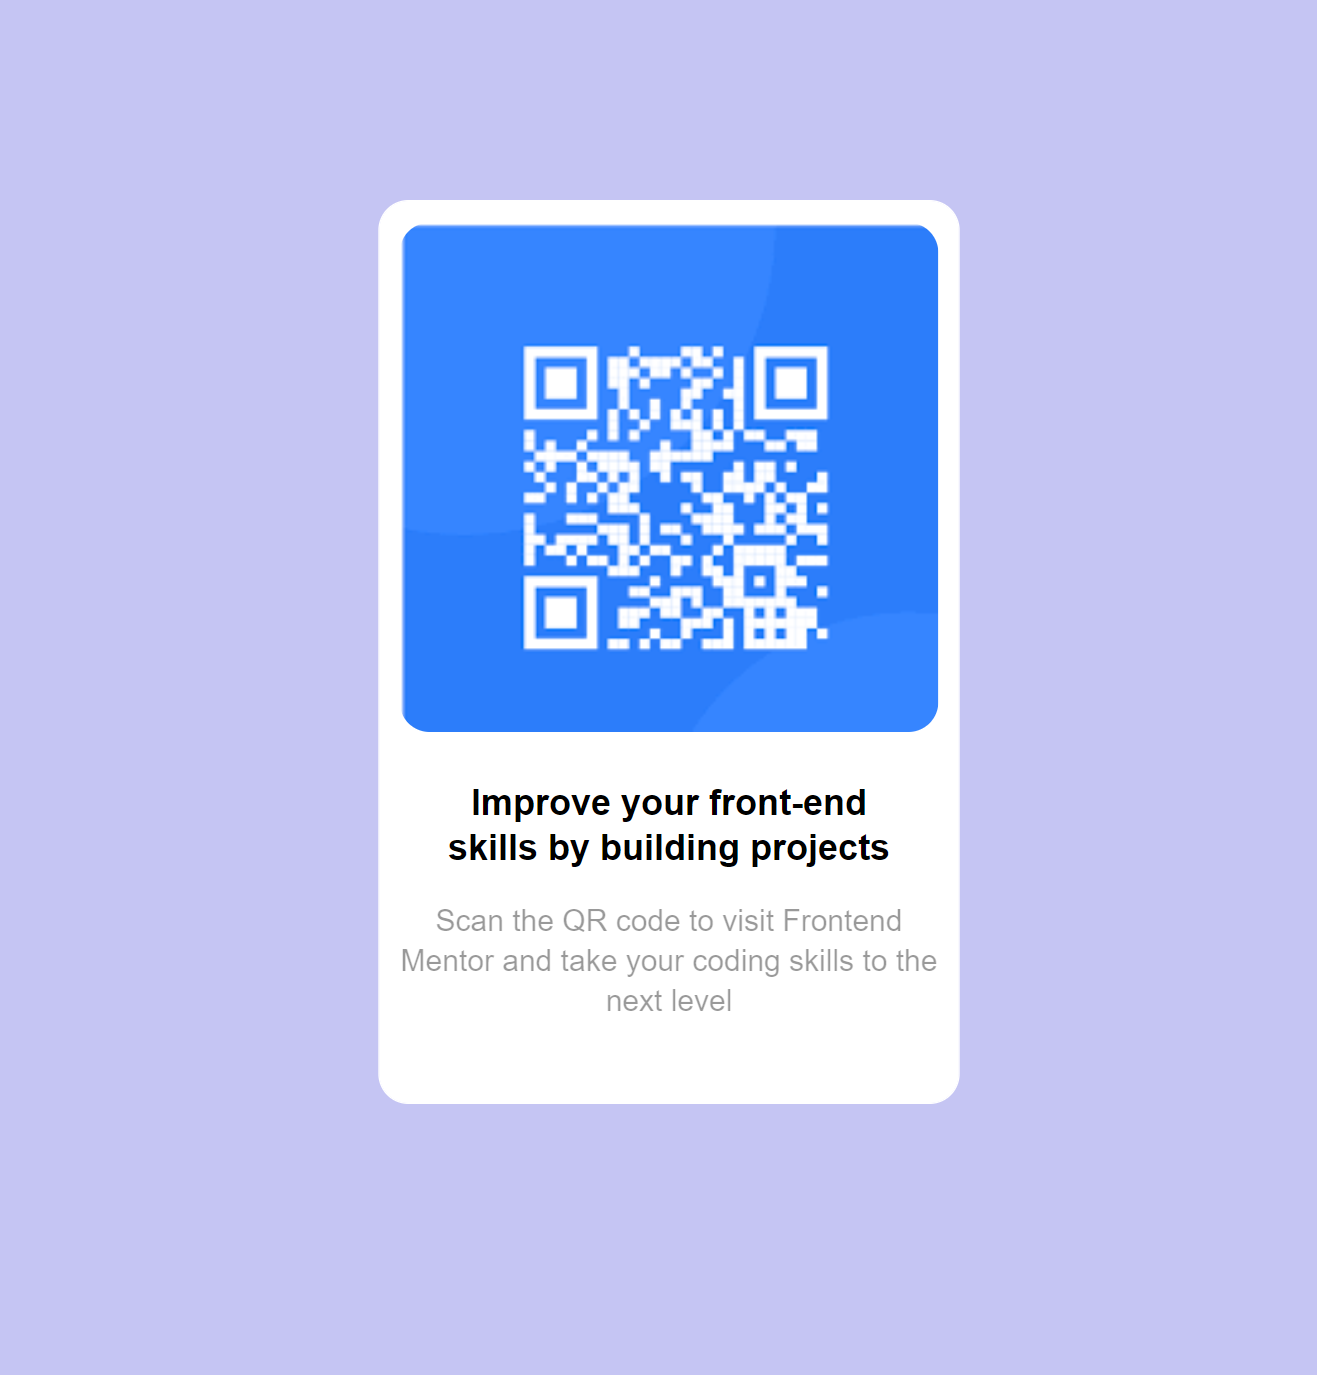 Improve your front-end
skills by building projects
Scan the QR code to visit Frontend
Mentor and take your coding skills to the
next level